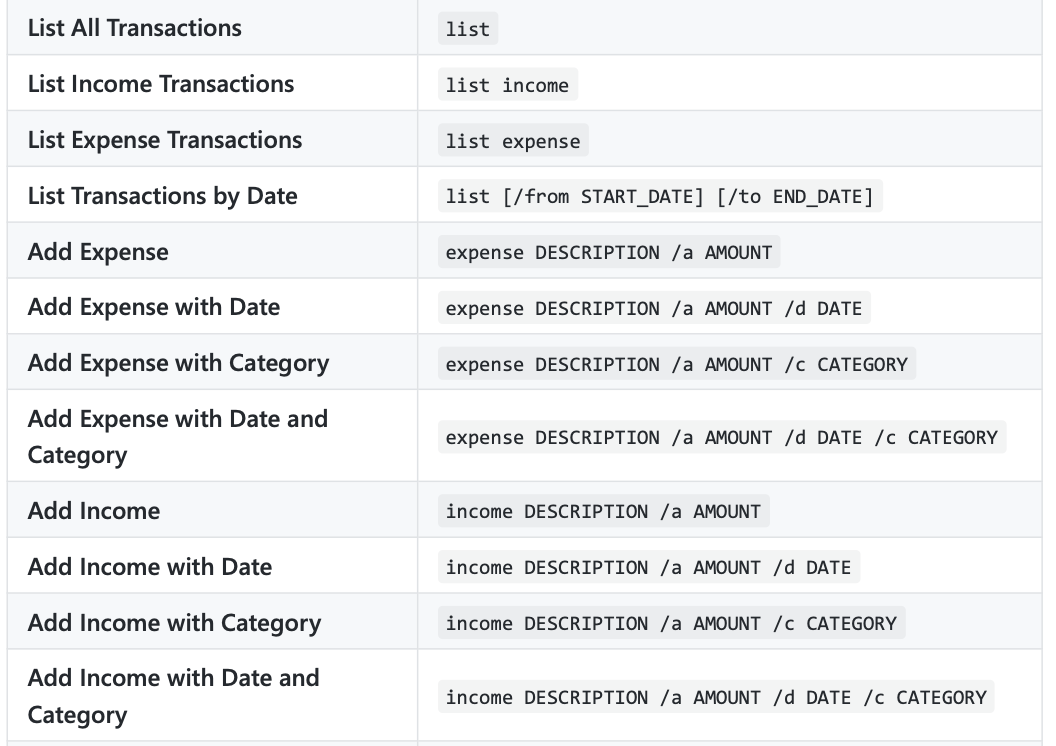 List All Transactions
list
List Income Transactions
list income
List Expense Transactions
list expense
List Transactions by Date
list [/from START_DATE] [/to END_DATE]
Add Expense
expense DESCRIPTION /a AMOUNT
Add Expense with Date
expense DESCRIPTION /a AMOUNT /d DATE
Add Expense with Category
expense DESCRIPTION /a AMOUNT /c CATEGORY
Add Expense with Date and
Category
expense DESCRIPTION /a AMOUNT /d DATE /c CATEGORY
Add Income
income DESCRIPTION /a AMOUNT
Add Income with Date
income DESCRIPTION /a AMOUNT /d DATE
Add Income with Category
income DESCRIPTION /a AMOUNT /c CATEGORY
Add Income with Date and
Category
income DESCRIPTION /a AMOUNT /d DATE /c CATEGORY